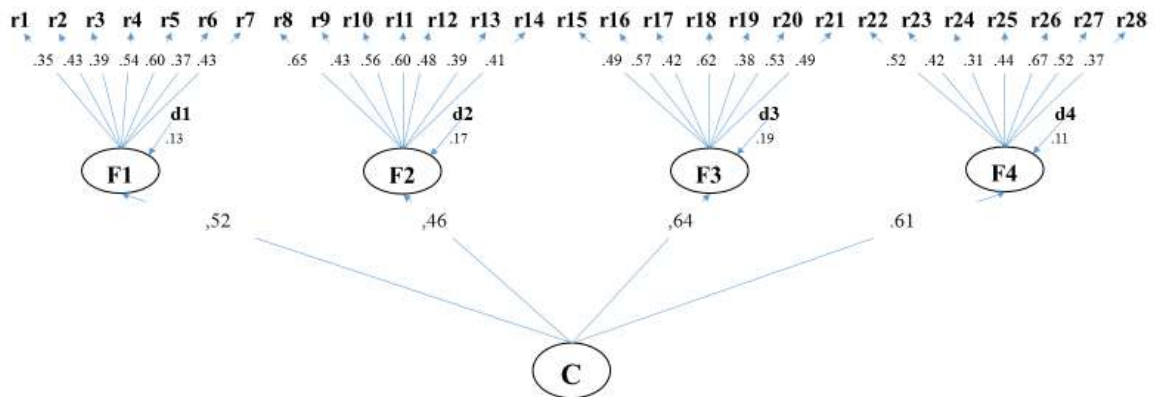 r1 r2 r3 r4 r5 r6 r7 r8 r9 r10 r11 r12 r13 r14 r15 r16 r17 r18 r19 r20 r21 r22 r23 r24 r25 r26 r27 r28
.35 .43 .39 .54 .60 .37 .43 .65 .43 .56 .60 .48 .39 .41 .49 .57 .42 .62 .38 .53 .49 .52 .42 .31 .44 .67 .52 .37
d1 d2 d3 d4
.13 .17 .19 .11
F1 F2 F3 F4
,52 ,46 ,64 .61
C